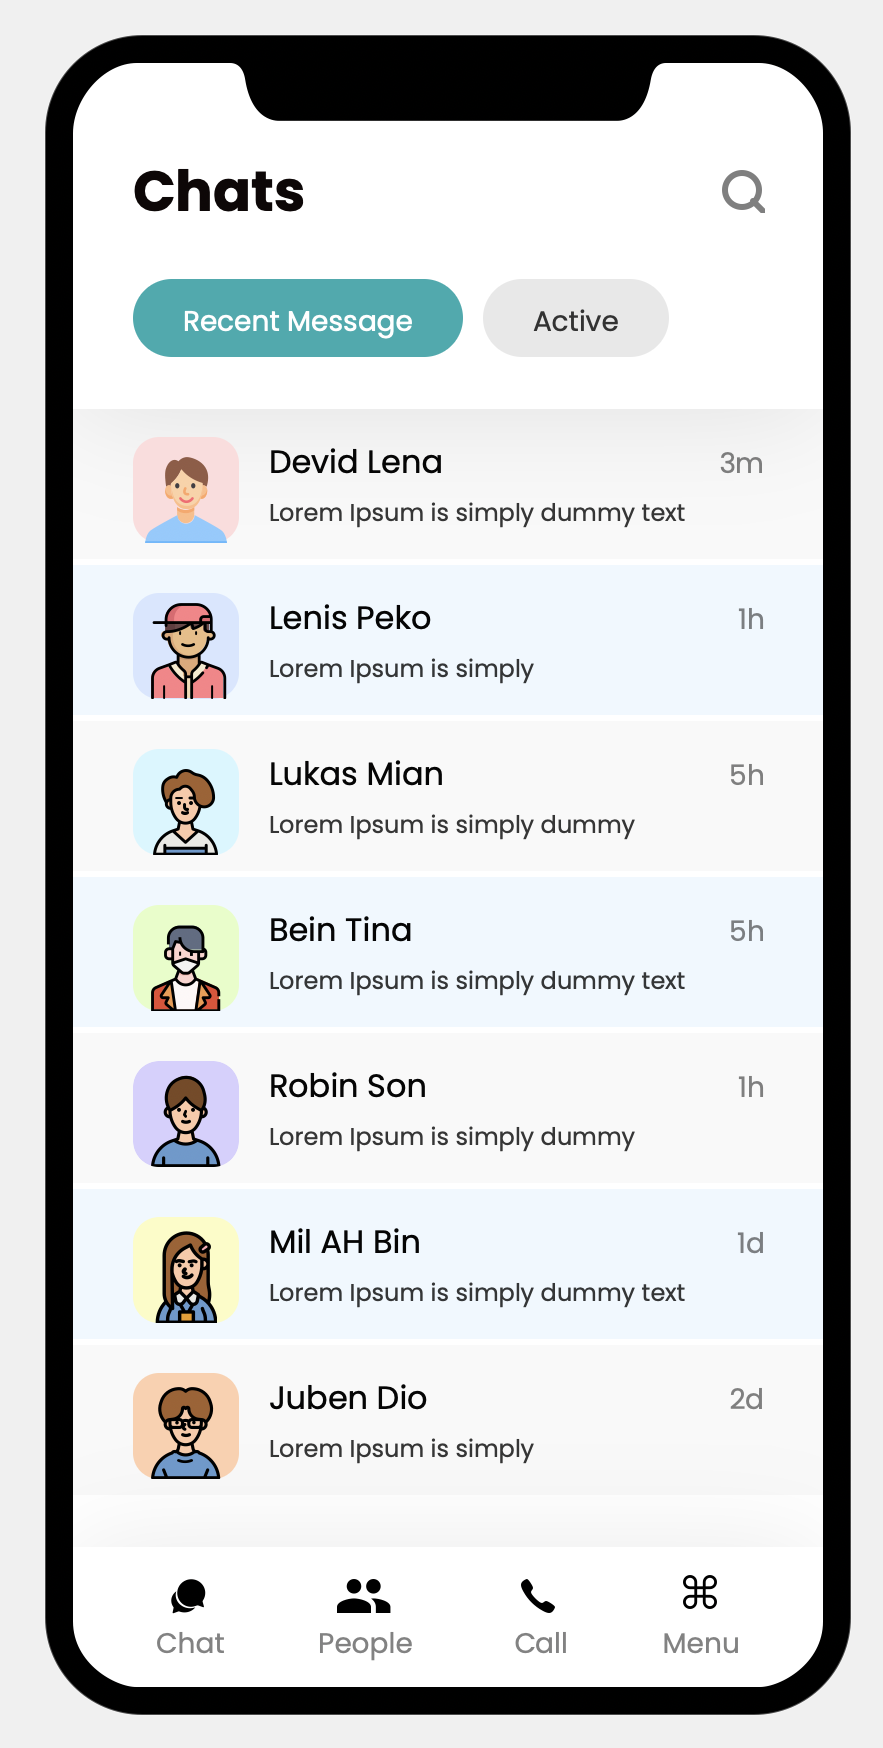 Chats
Recent Message
Active
Devid Lena
3m
Lorem Ipsum is simply dummy text
Lenis Peko
1h
Lorem Ipsum is simply
Lukas Mian
5h
Lorem Ipsum is simply dummy
Bein Tina
5h
Lorem Ipsum is simply dummy text
Robin Son
1h
Lorem Ipsum is simply dummy
Mil AH Bin
1d
Lorem Ipsum is simply dummy text
Juben Dio
2d
Lorem Ipsum is simply
Chat
People
Call
Menu